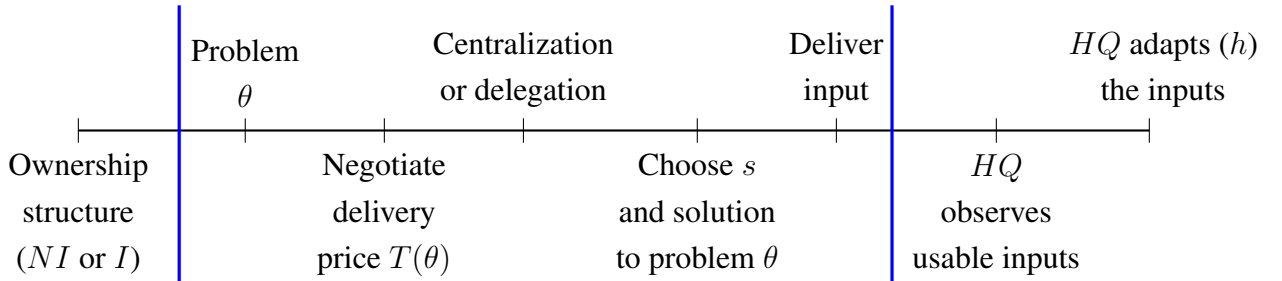 Problem
θ
Centralization
or delegation
Deliver
input
HQ adapts (h)
the inputs
Ownership
structure
(NI or I)
Negotiate
delivery
price T(θ)
Choose s
and solution
to problem θ
HQ
observes
usable inputs